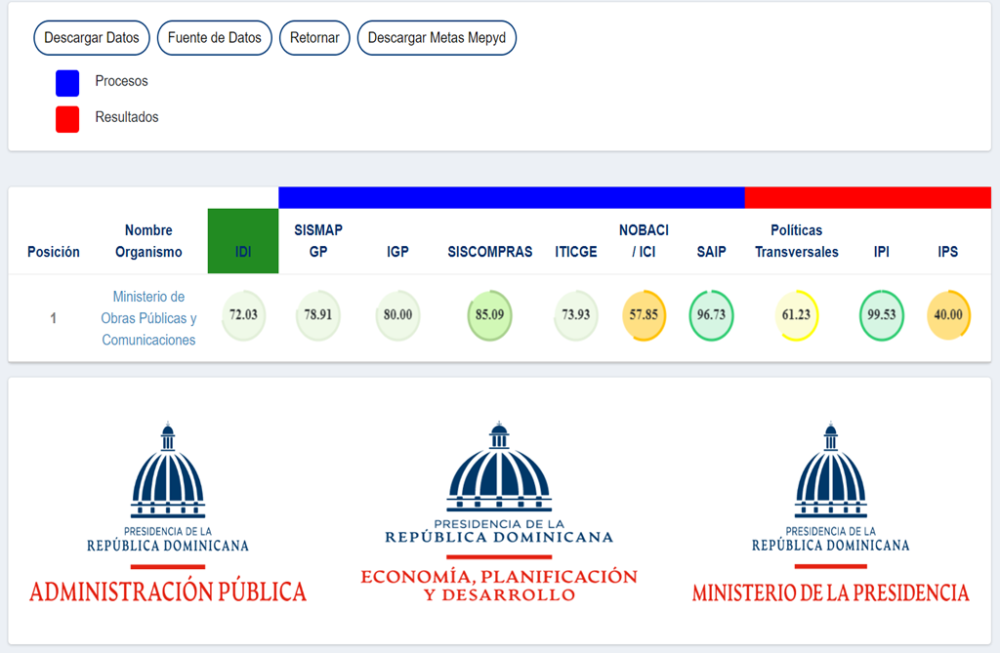 Descargar Datos Fuente de Datos Retornar Descargar Metas Mepyd
Procesos
Resultados
Nombre SISMAP NOBACI Políticas
Posición Organismo IDI GP IGP SISCOMPRAS ITICGE / ICI SAIP Transversales IPI IPS
Ministerio de
1 Obras Públicas y 72.03 78.91 80.00 85.09 73.93 57.85 96.73 61.23 99.53 40.00
Comunicaciones
PRESIDENCIA DE LA
REPÚBLICA DOMINICANA
ADMINISTRACIÓN PÚBLICA
PRESIDENCIA DE LA
REPÚBLICA DOMINICANA
ECONOMÍA, PLANIFICACIÓN
Y DESARROLLO
PRESIDENCIA DE LA
REPÚBLICA DOMINICANA
MINISTERIO DE LA PRESIDENCIA